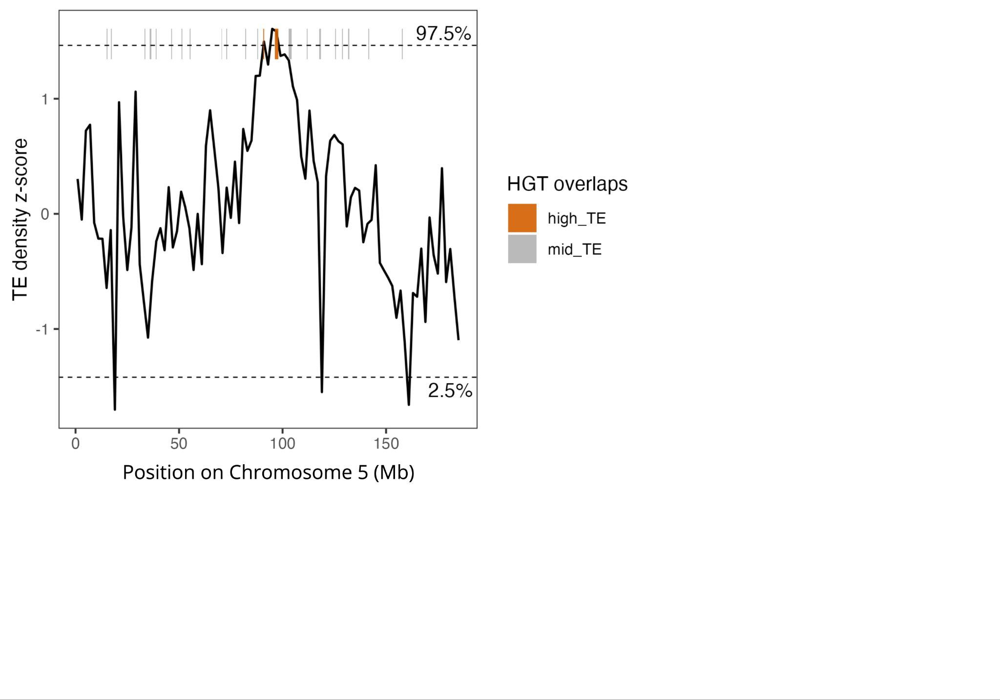 97.5%
1
0
-1
TE density z-score
2.5%
0 50 100 150
Position on Chromosome 5 (Mb)
HGT overlaps
high_TE
mid_TE